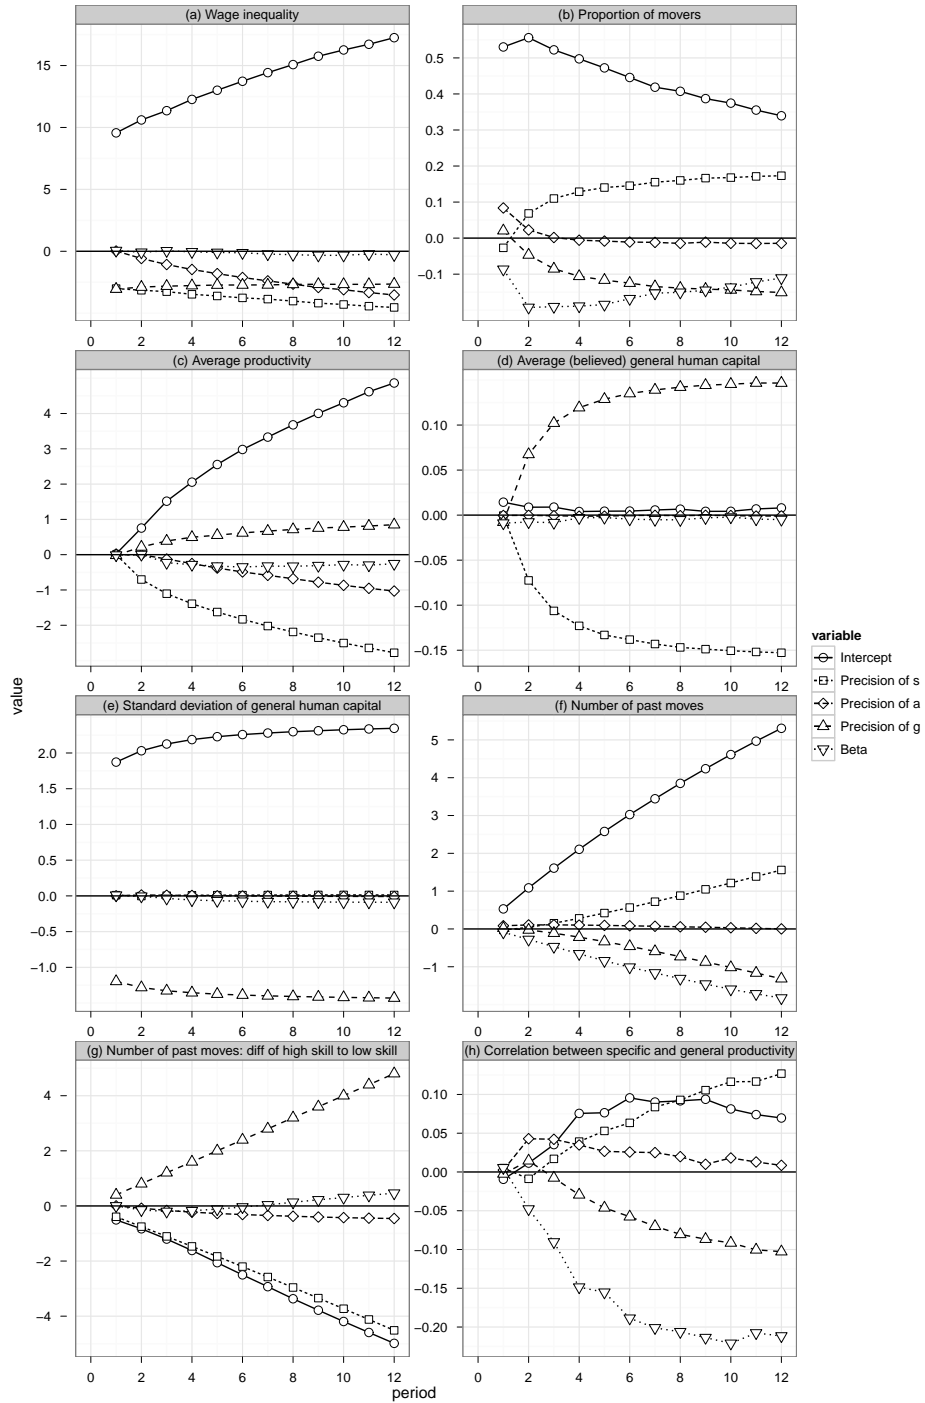 (a) Wage inequality
15
10
5
0
0 2 4 6 8 10 12
(b) Proportion of movers
0.5
0.4
0.3
0.2
0.1
0.0
−0.1
0 2 4 6 8 10 12
(c) Average productivity
4
3
2
1
0
−1
−2
0 2 4 6 8 10 12
(d) Average (believed) general human capital
0.10
0.05
0.00
−0.05
−0.10
−0.15
0 2 4 6 8 10 12
(e) Standard deviation of general human capital
2.0
1.5
1.0
0.5
0.0
−0.5
−1.0
0 2 4 6 8 10 12
(f) Number of past moves
5
4
3
2
1
0
−1
0 2 4 6 8 10 12
(g) Number of past moves: diff of high skill to low skill
4
2
0
−2
−4
0 2 4 6 8 10 12
(h) Correlation between specific and general productivity
0.10
0.05
0.00
−0.05
−0.10
−0.15
−0.20
0 2 4 6 8 10 12
value
period
variable
Intercept
Precision of s
Precision of a
Precision of g
Beta